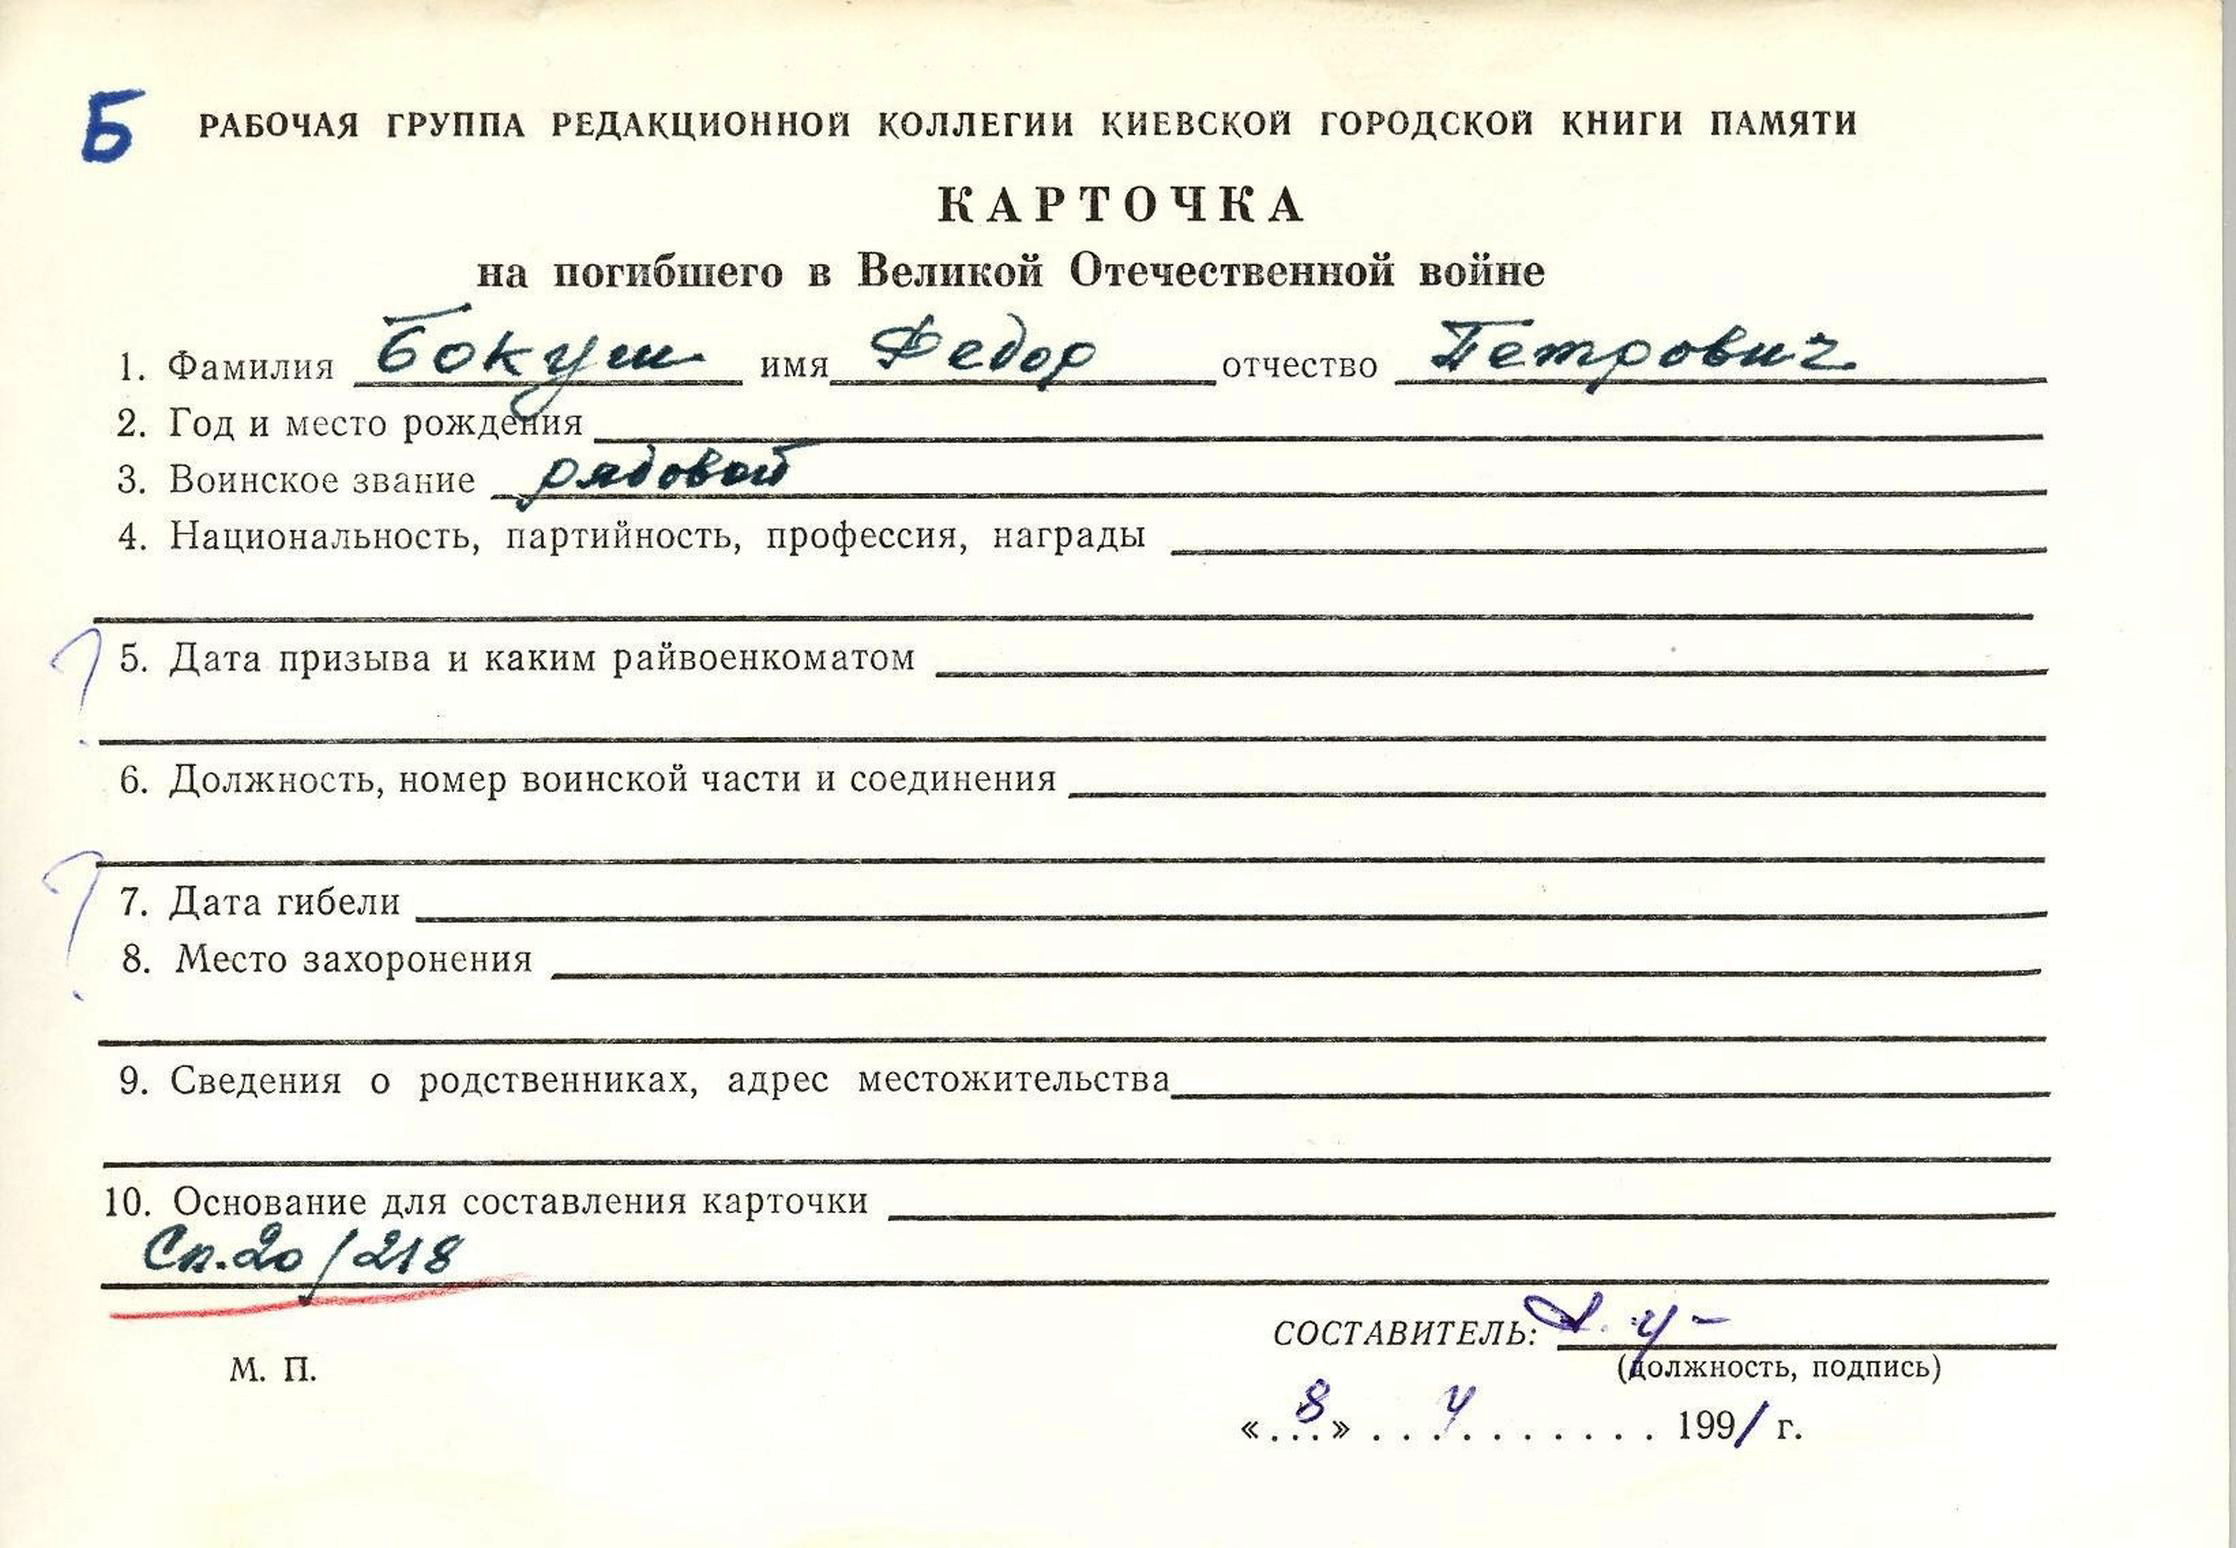 Б РАБОЧАЯ ГРУППА РЕДАКЦИОННОЙ КОЛЛЕГИИ КИЕВСКОЙ ГОРОДСКОЙ КНИГИ ПАМЯТИ
КАРТОЧКА
на погибшего в Великой Отечественной войне
1. Фамилия Бокуш имя Федор отчество Петрович
2. Год и место рождения
3. Воинское звание рядовой
4. Национальность, партийность, профессия, награды
? 5. Дата призыва и каким райвоенкоматом
6. Должность, номер воинской части и соединения
? 7. Дата гибели
8. Место захоронения
9. Сведения о родственниках, адрес местожительства
10. Основание для составления карточки
Сп.20/218
СОСТАВИТЕЛЬ:
М. П.
(должность, подпись)
«...8» . . . 4 . . . . . . . . 1991 г.